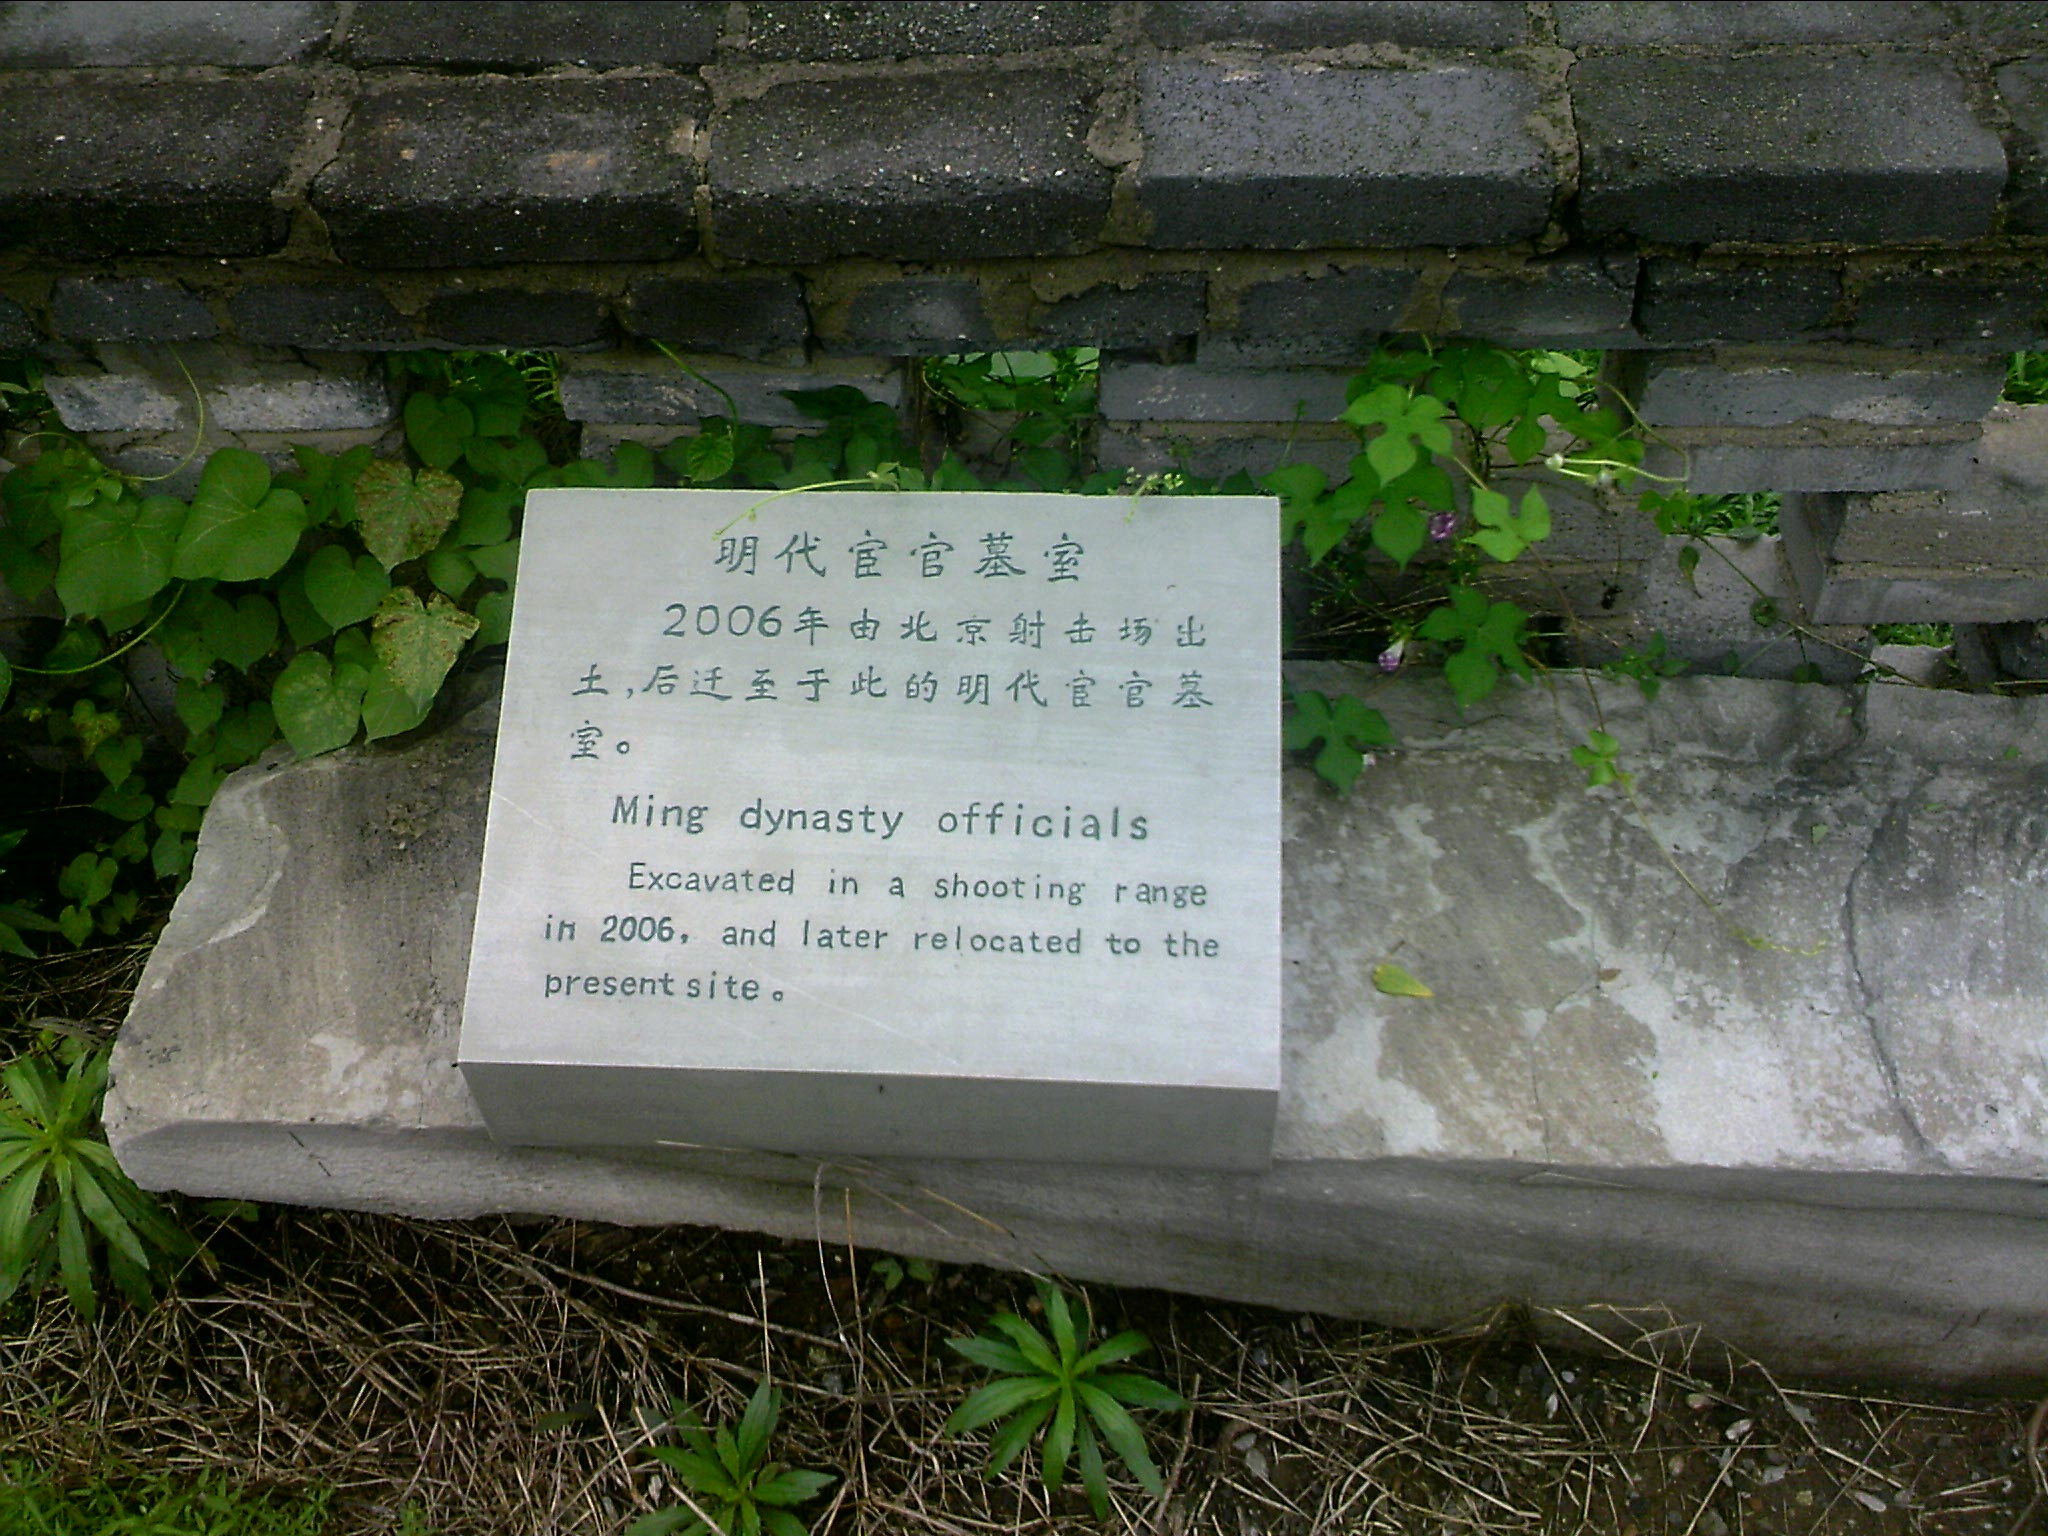 明代宦官墓室
2006年由北京射击场出
土,后迁至于此的明代宦官墓
室。
Ming dynasty officials
Excavated in a shooting range
in 2006, and later relocated to the
present site。